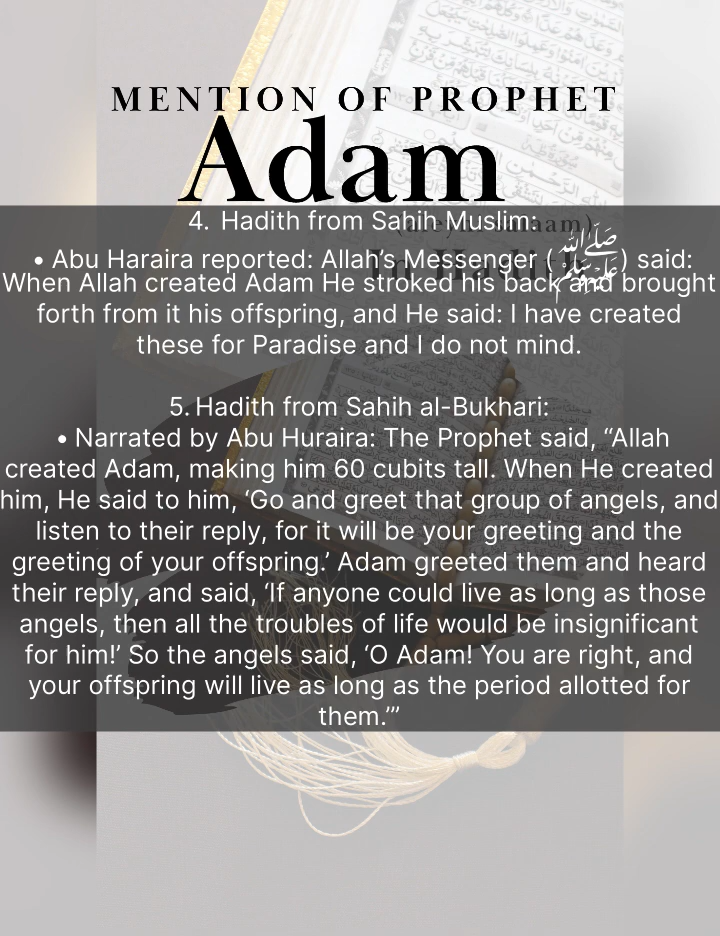 MENTION OF PROPHET
Adam
4. Hadith from Sahih Muslim:
• Abu Haraira reported: Allah's Messenger (ﷺ) said:
When Allah created Adam He stroked his back and brought
forth from it his offspring, and He said: I have created
these for Paradise and I do not mind.
5. Hadith from Sahih al-Bukhari:
• Narrated by Abu Huraira: The Prophet said, “Allah
created Adam, making him 60 cubits tall. When He created
him, He said to him, ‘Go and greet that group of angels, and
listen to their reply, for it will be your greeting and the
greeting of your offspring.’ Adam greeted them and heard
their reply, and said, ‘If anyone could live as long as those
angels, then all the troubles of life would be insignificant
for him!’ So the angels said, ‘O Adam! You are right, and
your offspring will live as long as the period allotted for
them.’”